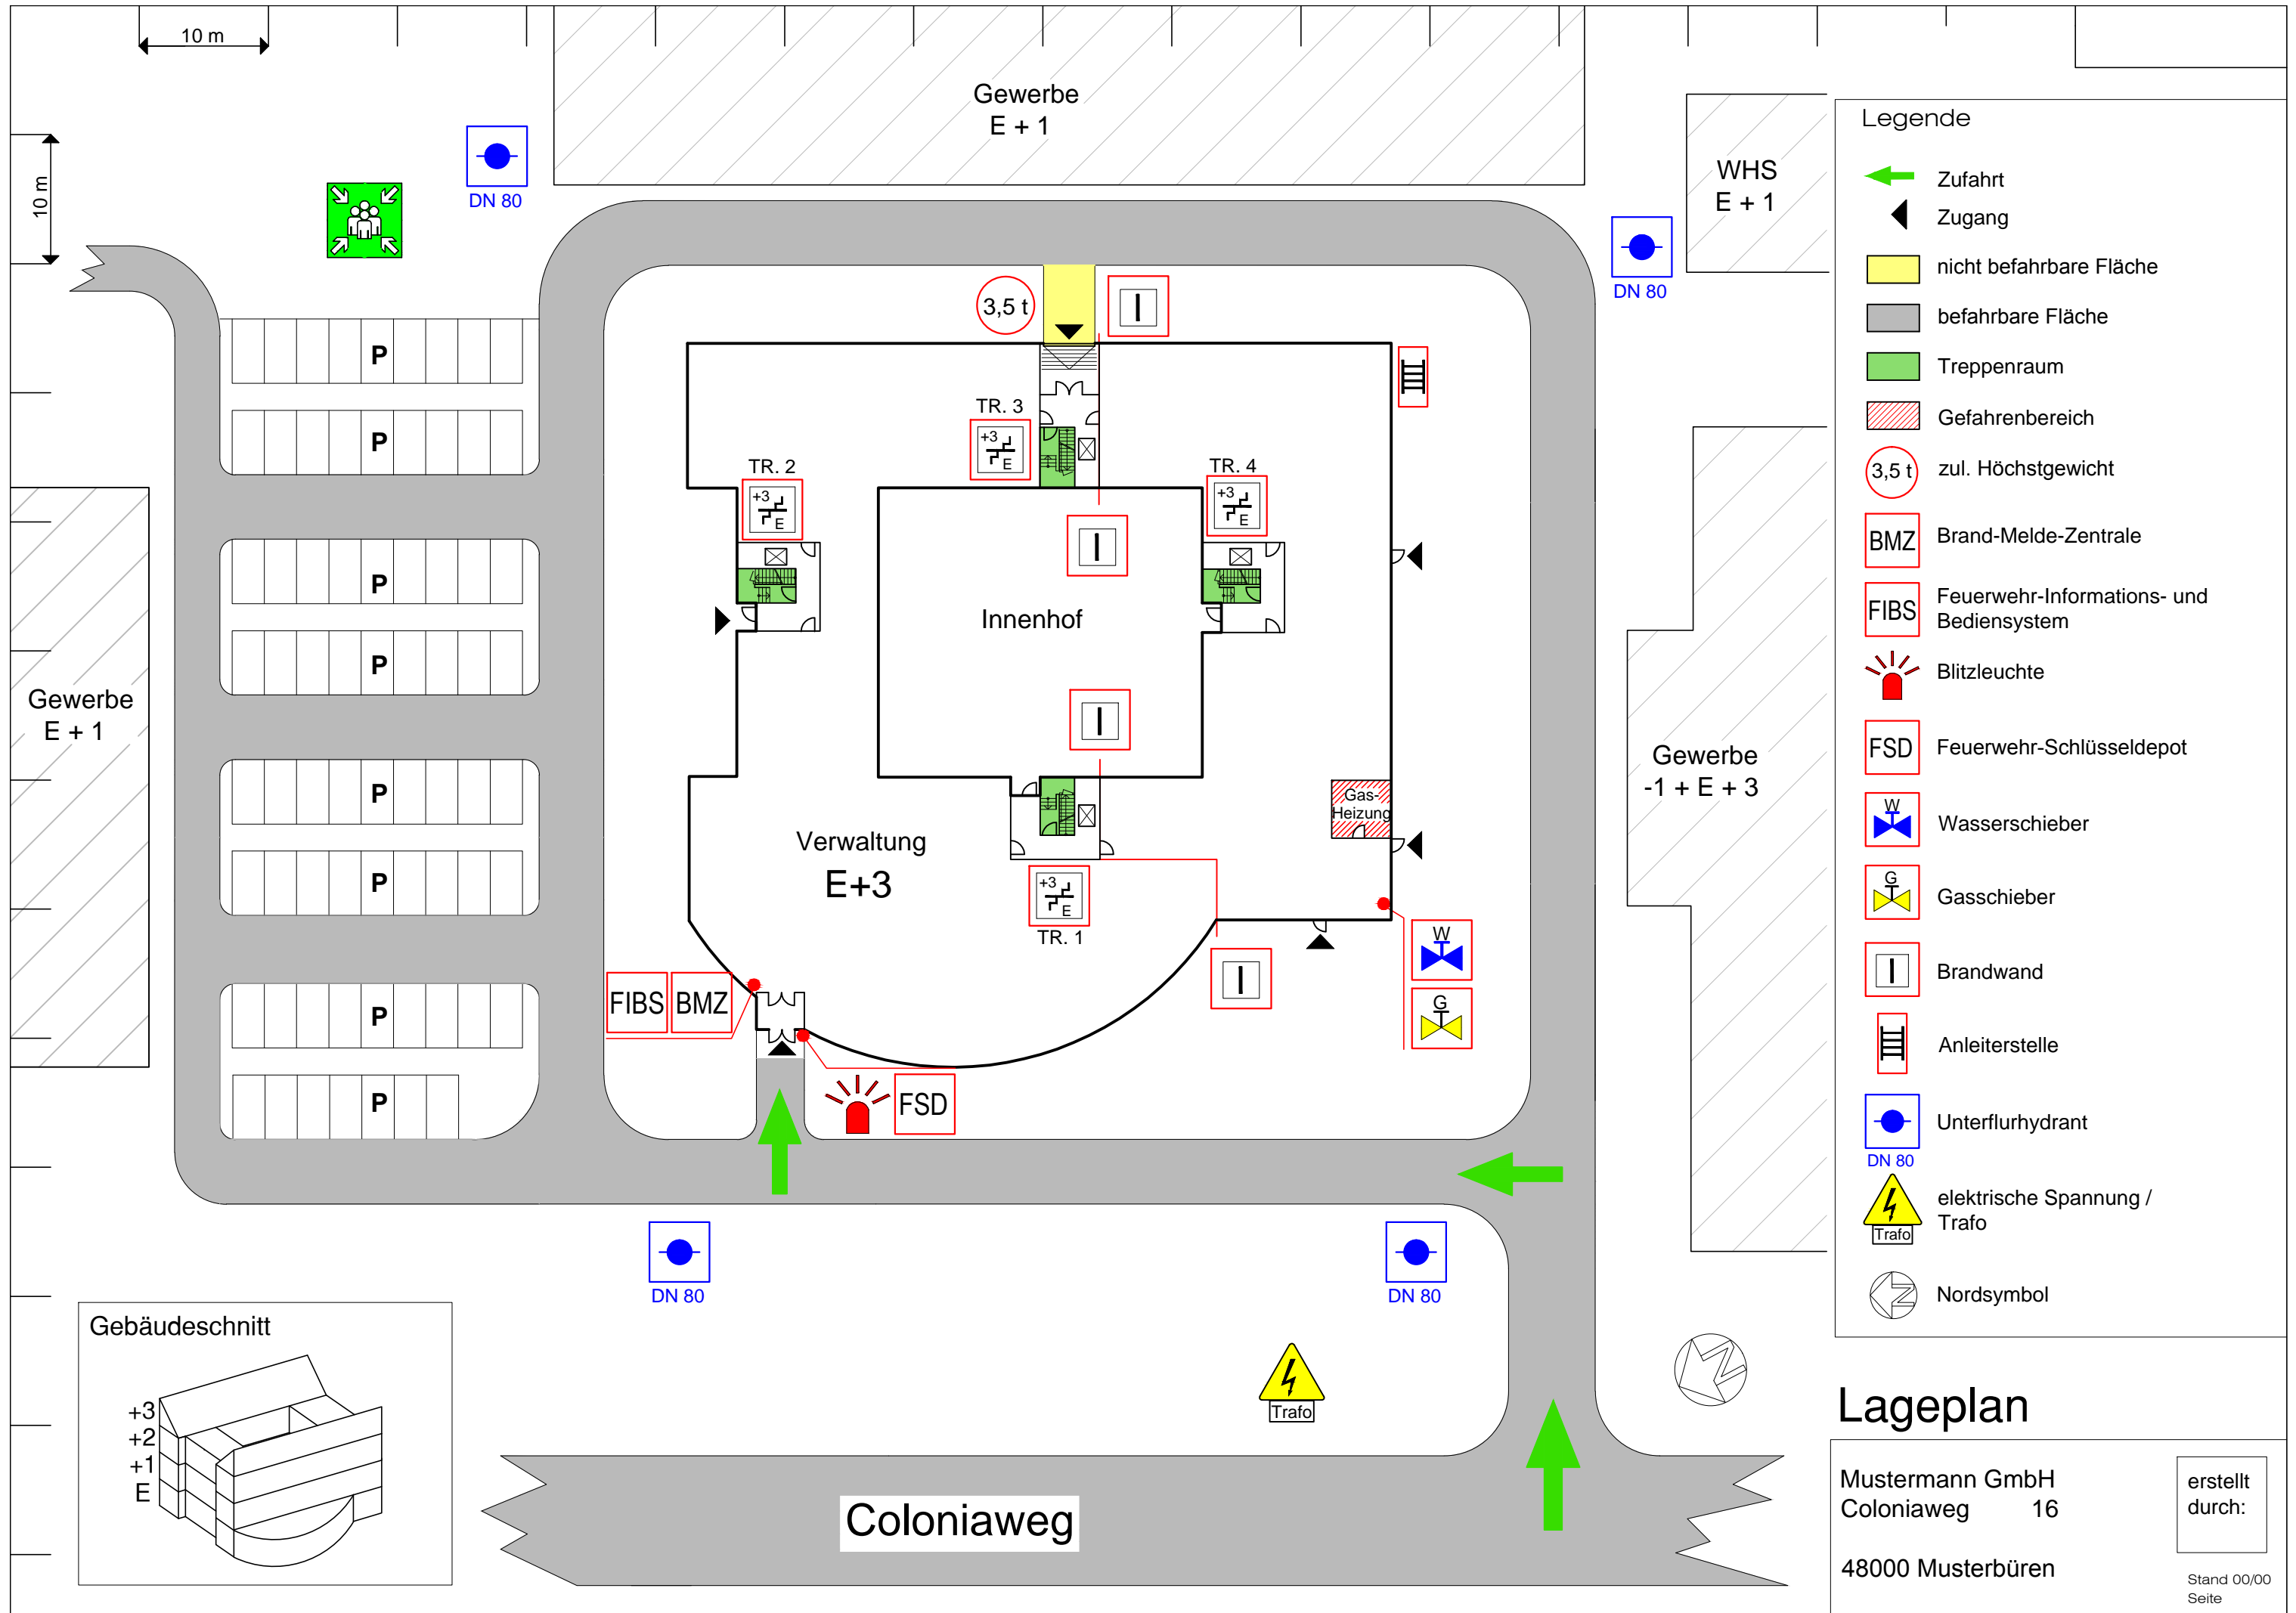 10 m
10 m
Gewerbe
E + 1
DN 80
WHS
E + 1
DN 80
3,5 t
P
P
P
P
P
P
P
P
TR. 3
+3
E
TR. 2
+3
E
TR. 4
+3
E
Innenhof
Gewerbe
E + 1
Gewerbe
-1 + E + 3
Gas-
Heizung
Verwaltung
E+3
+3
E
TR. 1
FIBS
BMZ
W
G
FSD
DN 80
DN 80
Trafo
Coloniaweg
Gebäudeschnitt
+3
+2
+1
E
Legende
Zufahrt
Zugang
nicht befahrbare Fläche
befahrbare Fläche
Treppenraum
Gefahrenbereich
3,5 t zul. Höchstgewicht
BMZ Brand-Melde-Zentrale
FIBS Feuerwehr-Informations- und
Bediensystem
Blitzleuchte
FSD Feuerwehr-Schlüsseldepot
W Wasserschieber
G Gasschieber
Brandwand
Anleiterstelle
Unterflurhydrant
DN 80
elektrische Spannung /
Trafo
Trafo
N Nordsymbol
N
Lageplan
Mustermann GmbH
Coloniaweg 16
48000 Musterbüren
erstellt
durch:
Stand 00/00
Seite